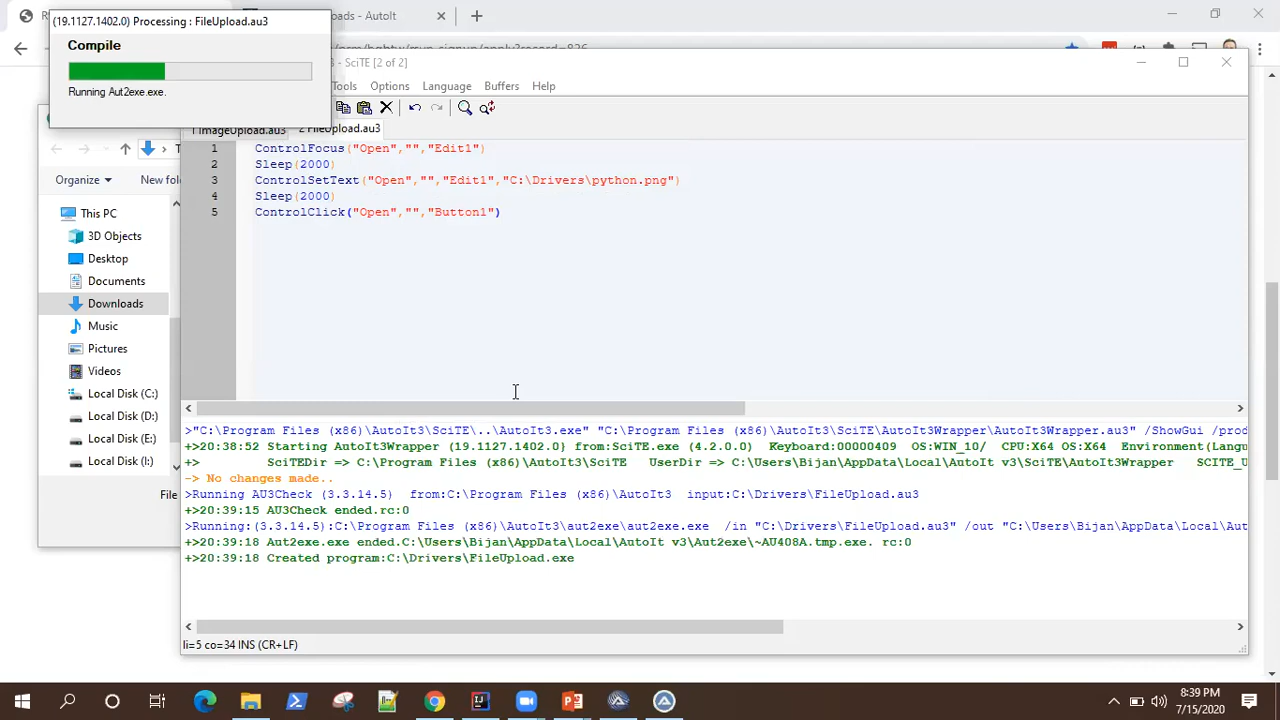 (19.1127.1402.0) Processing : FileUpload.au3
Compile
Running Aut2exe.exe.
oads - AutoIt
- SciTE [2 of 2]
Tools Options Language Buffers Help
1 ImageUpload.au3 2 FileUpload.au3
1 ControlFocus("Open","","Edit1")
2 Sleep(2000)
3 ControlSetText("Open","","Edit1","C:\Drivers\python.png")
4 Sleep(2000)
5 ControlClick("Open","","Button1")
Organize New fol
This PC
3D Objects
Desktop
Documents
Downloads
Music
Pictures
Videos
Local Disk (C:)
Local Disk (D:)
Local Disk (E:)
Local Disk (I:)
File
>"C:\Program Files (x86)\AutoIt3\SciTE\..\AutoIt3.exe" "C:\Program Files (x86)\AutoIt3\SciTE\AutoIt3Wrapper\AutoIt3Wrapper.au3" /ShowGui /prod
+>20:38:52 Starting AutoIt3Wrapper (19.1127.1402.0} from:SciTE.exe (4.2.0.0) Keyboard:00000409 OS:WIN_10/ CPU:X64 OS:X64 Environment(Langu
+> SciTEDir => C:\Program Files (x86)\AutoIt3\SciTE UserDir => C:\Users\Bijan\AppData\Local\AutoIt v3\SciTE\AutoIt3Wrapper SCITE_U
-> No changes made..
>Running AU3Check (3.3.14.5) from:C:\Program Files (x86)\AutoIt3 input:C:\Drivers\FileUpload.au3
+>20:39:15 AU3Check ended.rc:0
>Running:(3.3.14.5):C:\Program Files (x86)\AutoIt3\aut2exe\aut2exe.exe /in "C:\Drivers\FileUpload.au3" /out "C:\Users\Bijan\AppData\Local\Aut
+>20:39:18 Aut2exe.exe ended.C:\Users\Bijan\AppData\Local\AutoIt v3\Aut2exe\~AU408A.tmp.exe. rc:0
+>20:39:18 Created program:C:\Drivers\FileUpload.exe
li=5 co=34 INS (CR+LF)
8:39 PM
7/15/2020